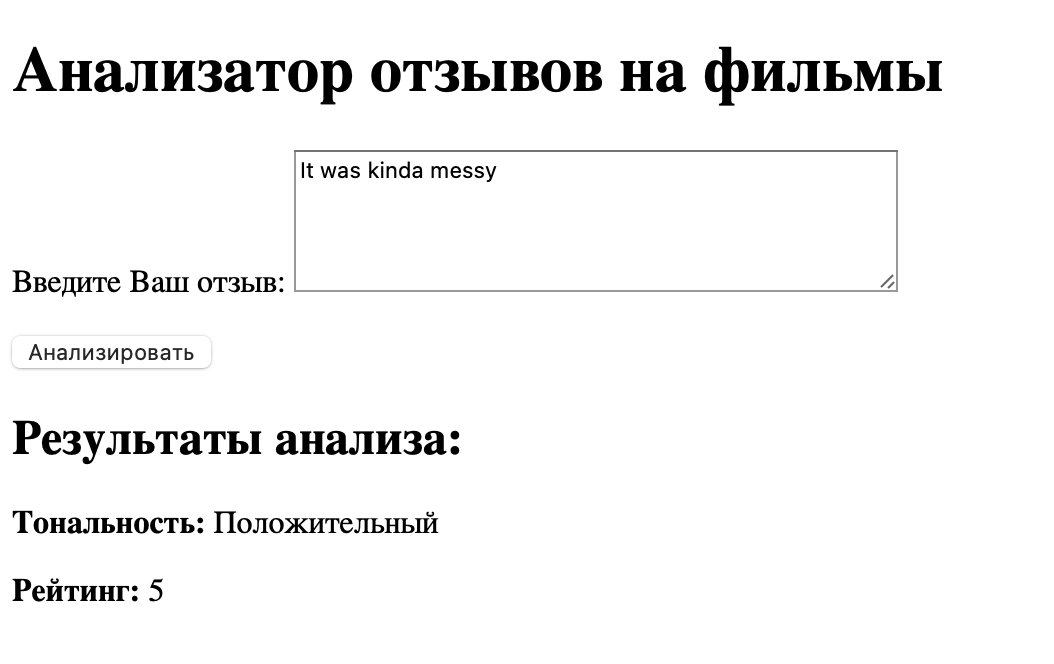 Анализатор отзывов на фильмы
It was kinda messy
Введите Ваш отзыв:
Анализировать
Результаты анализа:
Тональность: Положительный
Рейтинг: 5